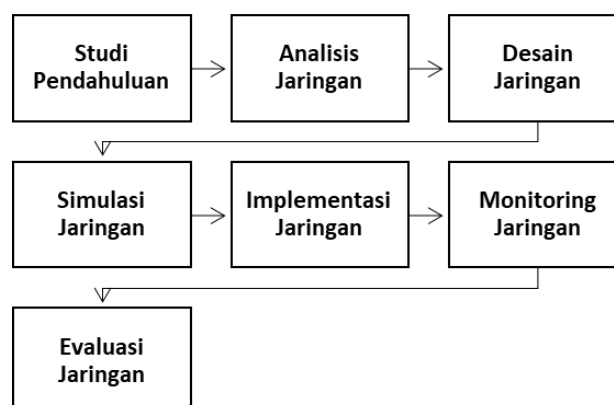 Studi
Pendahuluan
Analisis
Jaringan
Desain
Jaringan
Simulasi
Jaringan
Implementasi
Jaringan
Monitoring
Jaringan
Evaluasi
Jaringan